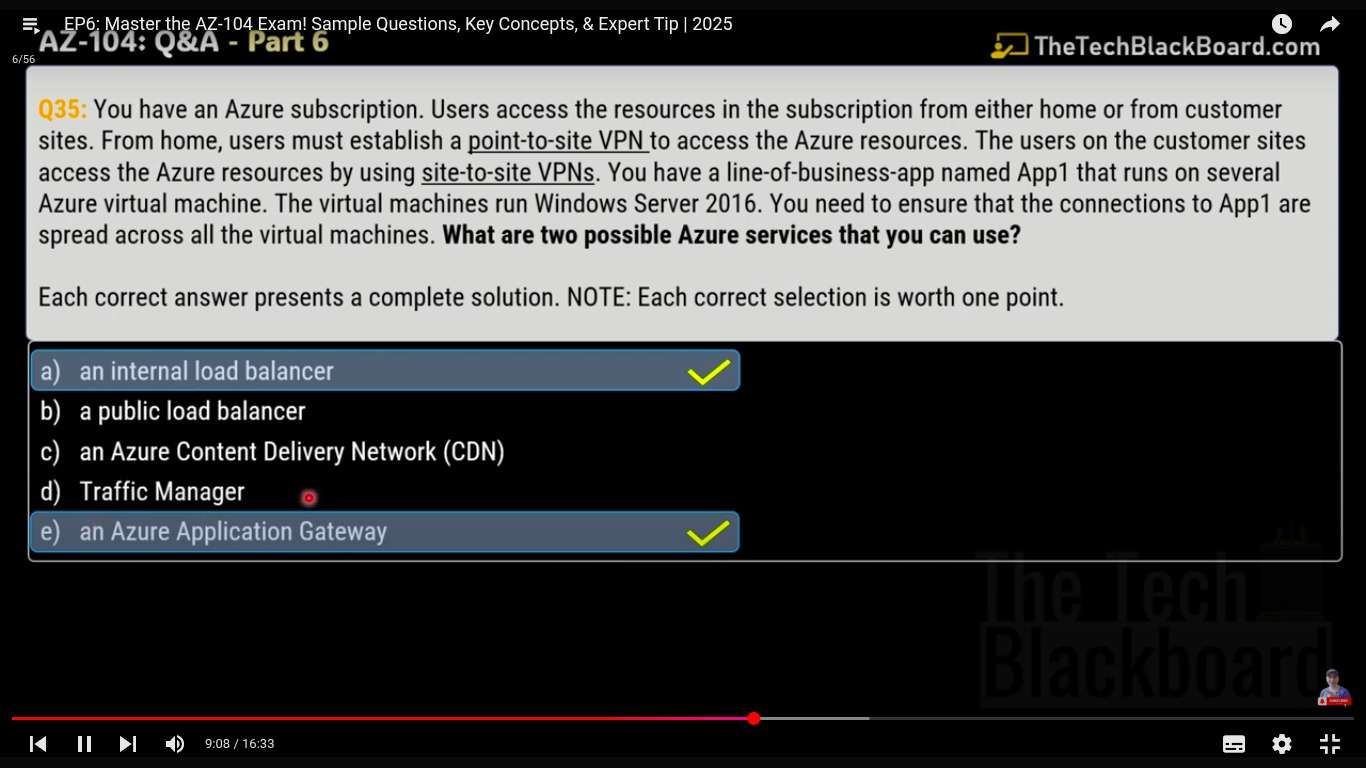 EP6: Master the AZ-104 Exam! Sample Questions, Key Concepts, & Expert Tip | 2025
6/56
AZ-104: Q&A - Part 6
TheTechBlackBoard.com
Q35: You have an Azure subscription. Users access the resources in the subscription from either home or from customer
sites. From home, users must establish a point-to-site VPN to access the Azure resources. The users on the customer sites
access the Azure resources by using site-to-site VPNs. You have a line-of-business-app named App1 that runs on several
Azure virtual machine. The virtual machines run Windows Server 2016. You need to ensure that the connections to App1 are
spread across all the virtual machines. What are two possible Azure services that you can use?
Each correct answer presents a complete solution. NOTE: Each correct selection is worth one point.
a) an internal load balancer
b) a public load balancer
c) an Azure Content Delivery Network (CDN)
d) Traffic Manager
e) an Azure Application Gateway
The Tech
Blackboard
9:08 / 16:33